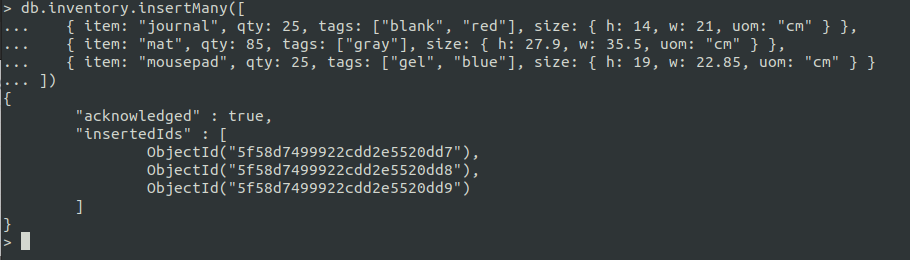 > db.inventory.insertMany([
...     { item: "journal", qty: 25, tags: ["blank", "red"], size: { h: 14, w: 21, uom: "cm" } },
...     { item: "mat", qty: 85, tags: ["gray"], size: { h: 27.9, w: 35.5, uom: "cm" } },
...     { item: "mousepad", qty: 25, tags: ["gel", "blue"], size: { h: 19, w: 22.85, uom: "cm" } }
... ])
{
        "acknowledged" : true,
        "insertedIds" : [
                ObjectId("5f58d7499922cdd2e5520dd7"),
                ObjectId("5f58d7499922cdd2e5520dd8"),
                ObjectId("5f58d7499922cdd2e5520dd9")
        ]
}
>